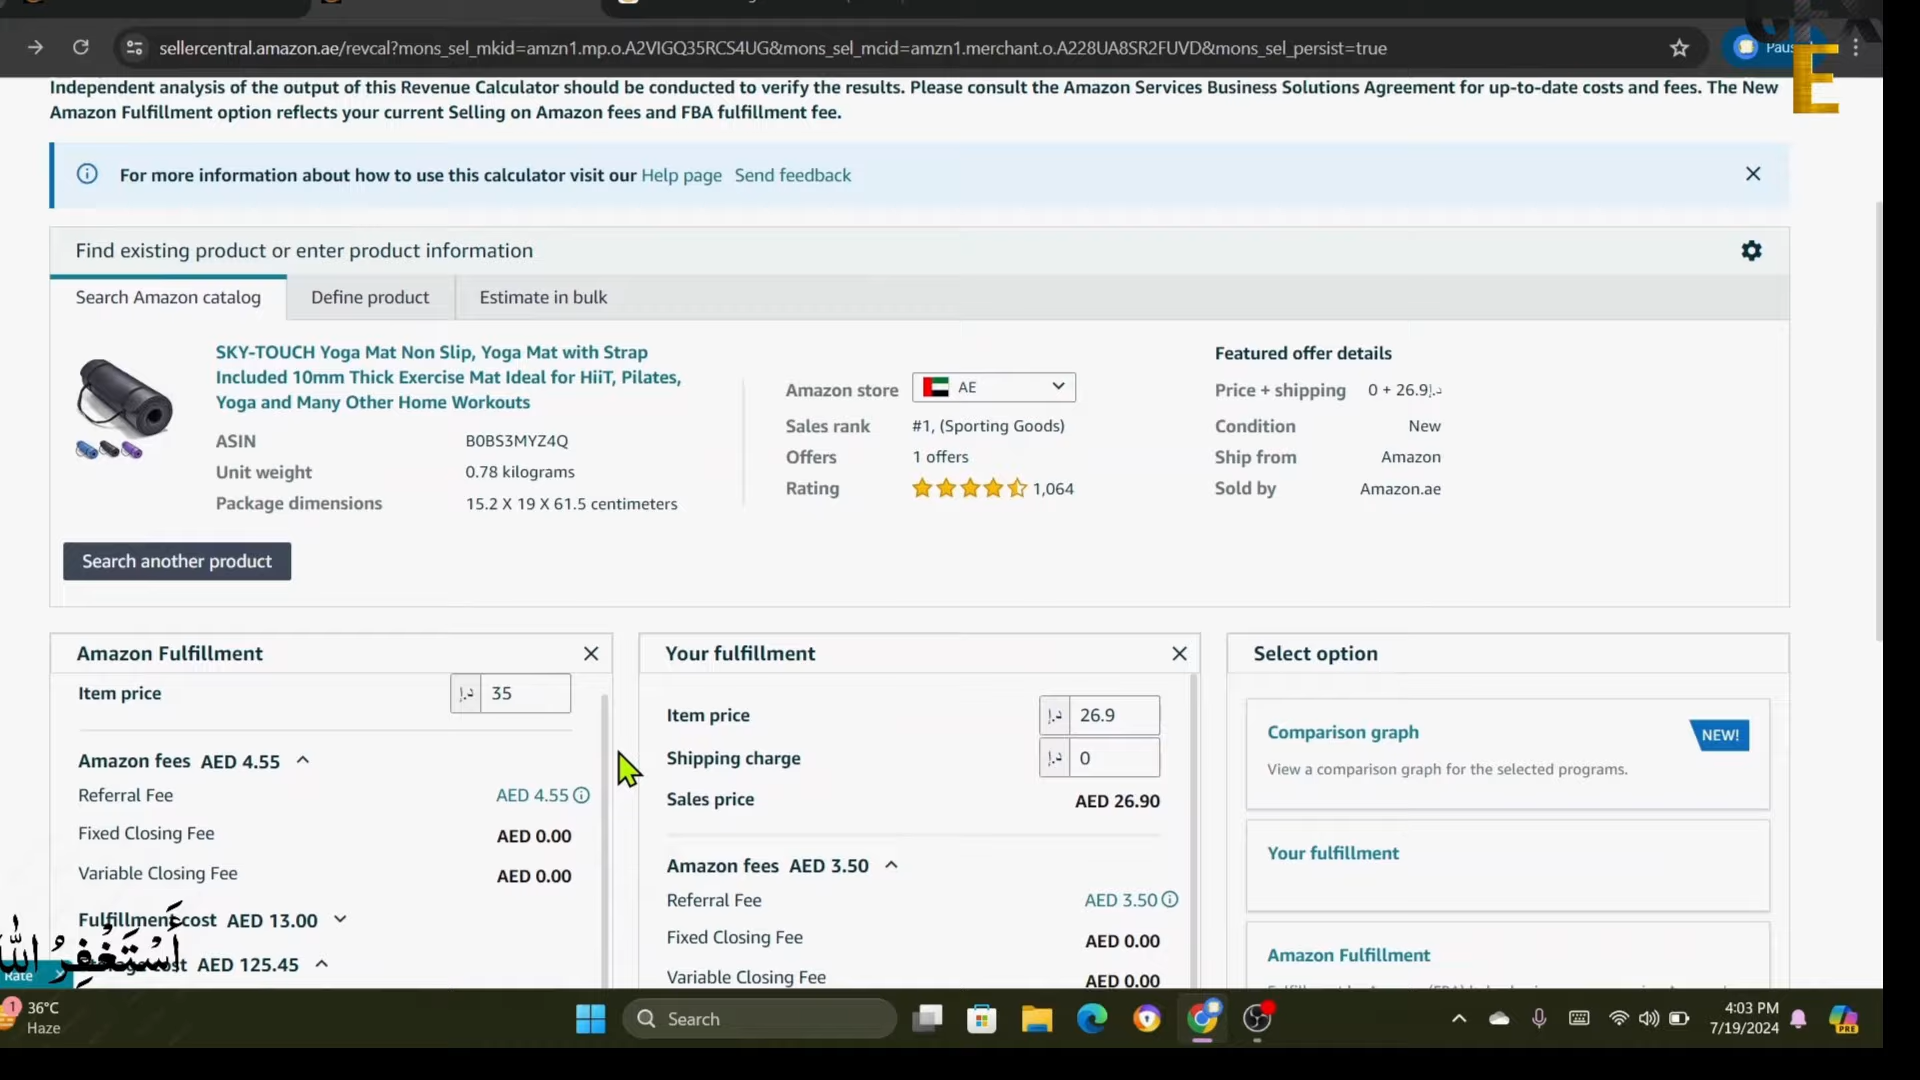 sellercentral.amazon.ae/revcal?mons_sel_mkid=amzn1.mp.o.A2VIGQ35RCS4UG&mons_sel_mcid=amzn1.merchant.o.A228UA8SR2FUVD&mons_sel_persist=true
E
Independent analysis of the output of this Revenue Calculator should be conducted to verify the results. Please consult the Amazon Services Business Solutions Agreement for up-to-date costs and fees. The New
Amazon Fulfillment option reflects your current Selling on Amazon fees and FBA fulfillment fee.
For more information about how to use this calculator visit our Help page Send feedback
Find existing product or enter product information
Search Amazon catalog Define product Estimate in bulk
SKY-TOUCH Yoga Mat Non Slip, Yoga Mat with Strap
Included 10mm Thick Exercise Mat Ideal for HiiT, Pilates,
Yoga and Many Other Home Workouts
ASIN B0BS3MYZ4Q
Unit weight 0.78 kilograms
Package dimensions 15.2 X 19 X 61.5 centimeters
Amazon store AE
Sales rank #1, (Sporting Goods)
Offers 1 offers
Rating 1,064
Featured offer details
Price + shipping 0 + 26.9د.إ.
Condition New
Ship from Amazon
Sold by Amazon.ae
Search another product
Amazon Fulfillment
Item price د.إ. 35
Amazon fees AED 4.55
Referral Fee AED 4.55
Fixed Closing Fee AED 0.00
Variable Closing Fee AED 0.00
Fulfillment cost AED 13.00
AED 125.45
أَسْتَغْفِرُ اللهَ
Rate
Your fulfillment
Item price د.إ. 26.9
Shipping charge د.إ. 0
Sales price AED 26.90
Amazon fees AED 3.50
Referral Fee AED 3.50
Fixed Closing Fee AED 0.00
Variable Closing Fee AED 0.00
Select option
Comparison graph NEW!
View a comparison graph for the selected programs.
Your fulfillment
Amazon Fulfillment
1
36°C
Haze
Search
4:03 PM
7/19/2024
PRE